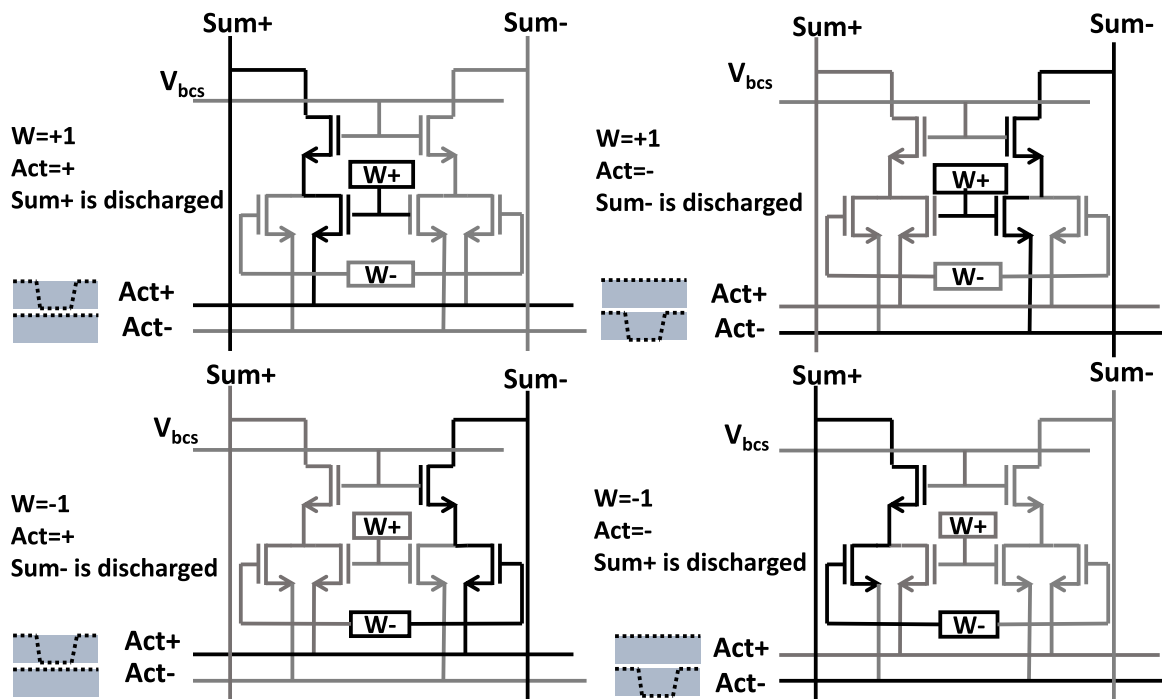 Sum+
Sum-
Vbcs
W=+1
Act=+
Sum+ is discharged
W+
W-
Act+
Act-
Sum+
Sum-
Vbcs
W=+1
Act=-
Sum- is discharged
W+
W-
Act+
Act-
Sum+
Sum-
Vbcs
W=-1
Act=+
Sum- is discharged
W+
W-
Act+
Act-
Sum+
Sum-
Vbcs
W=-1
Act=-
Sum+ is discharged
W+
W-
Act+
Act-